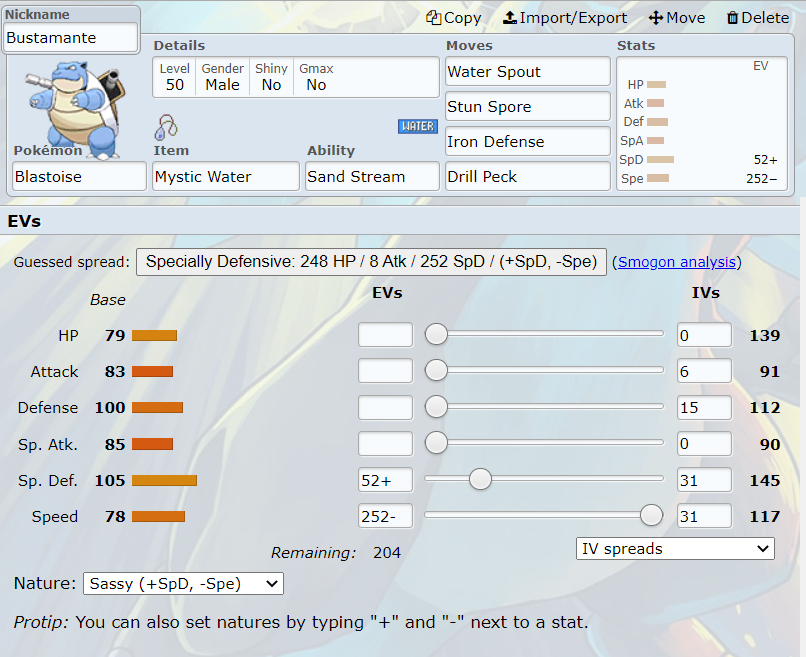 Nickname
Bustamante
Copy Import/Export Move Delete
Details
Level Gender Shiny Gmax
50 Male No No
WATER
Pokémon Item Ability
Blastoise Mystic Water Sand Stream
Moves
Water Spout
Stun Spore
Iron Defense
Drill Peck
Stats
EV
HP
Atk
Def
SpA
SpD 52+
Spe 252−
EVs
Guessed spread: Specially Defensive: 248 HP / 8 Atk / 252 SpD / (+SpD, -Spe) (Smogon analysis)
Base EVs IVs
HP 79 0 139
Attack 83 6 91
Defense 100 15 112
Sp. Atk. 85 0 90
Sp. Def. 105 52+ 31 145
Speed 78 252- 31 117
Remaining: 204 IV spreads
Nature: Sassy (+SpD, -Spe)
Protip: You can also set natures by typing "+" and "-" next to a stat.